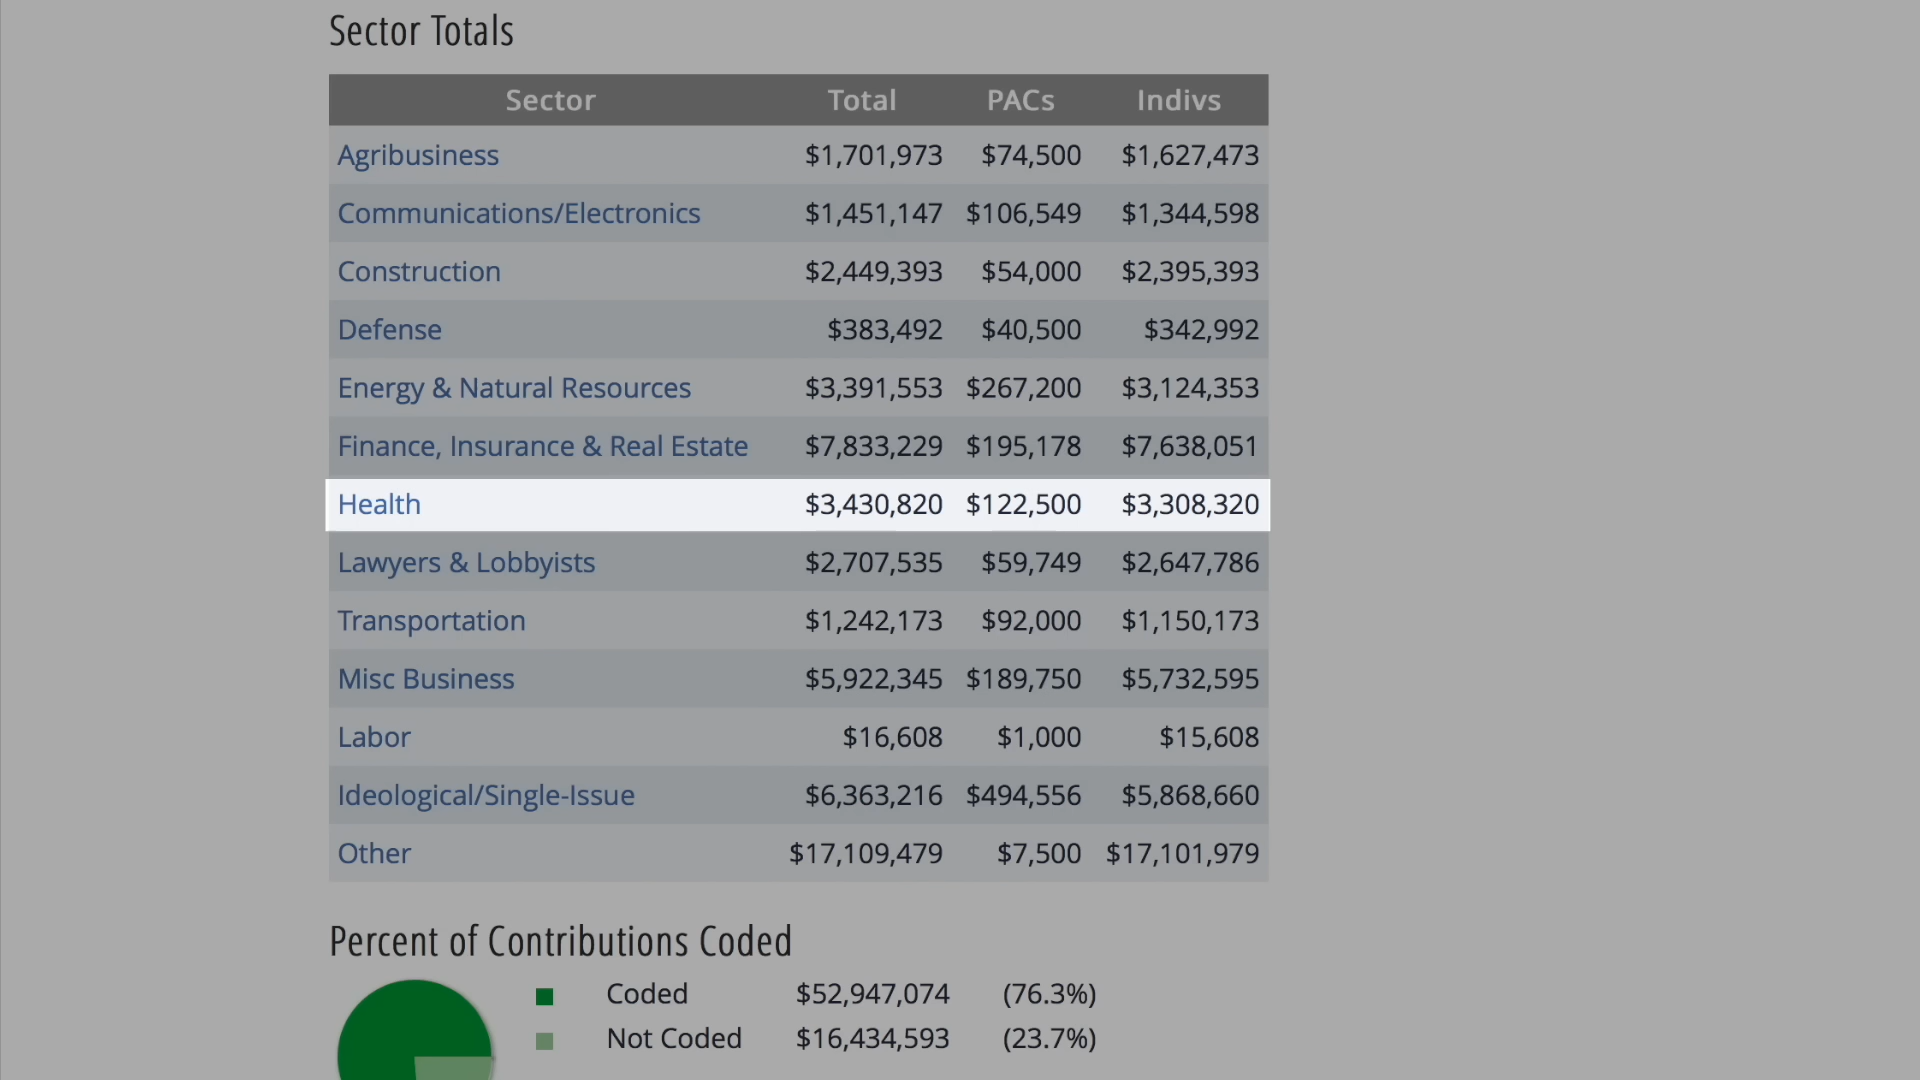 Sector Totals
Sector Total PACs Indivs
Agribusiness $1,701,973 $74,500 $1,627,473
Communications/Electronics $1,451,147 $106,549 $1,344,598
Construction $2,449,393 $54,000 $2,395,393
Defense $383,492 $40,500 $342,992
Energy & Natural Resources $3,391,553 $267,200 $3,124,353
Finance, Insurance & Real Estate $7,833,229 $195,178 $7,638,051
Health $3,430,820 $122,500 $3,308,320
Lawyers & Lobbyists $2,707,535 $59,749 $2,647,786
Transportation $1,242,173 $92,000 $1,150,173
Misc Business $5,922,345 $189,750 $5,732,595
Labor $16,608 $1,000 $15,608
Ideological/Single-Issue $6,363,216 $494,556 $5,868,660
Other $17,109,479 $7,500 $17,101,979
Percent of Contributions Coded
Coded $52,947,074 (76.3%)
Not Coded $16,434,593 (23.7%)